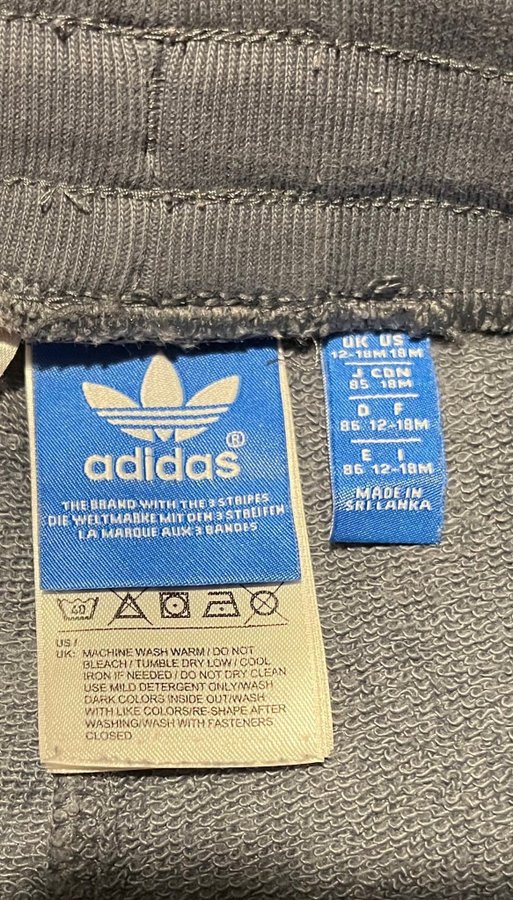 adidas®
THE BRAND WITH THE 3 STRIPES
DIE WELTMARKE MIT DEN 3 STREIFEN
LA MARQUE AUX 3 BANDES
40
US /
UK: MACHINE WASH WARM / DO NOT
BLEACH / TUMBLE DRY LOW / COOL
IRON IF NEEDED / DO NOT DRY CLEAN
USE MILD DETERGENT ONLY/WASH
DARK COLORS INSIDE OUT/WASH
WITH LIKE COLORS/RE-SHAPE AFTER
WASHING/WASH WITH FASTENERS
CLOSED
UK US
12-18M 18M
J CDN
85 18M
D F
86 12-18M
E I
86 12-18M
MADE IN
SRI LANKA